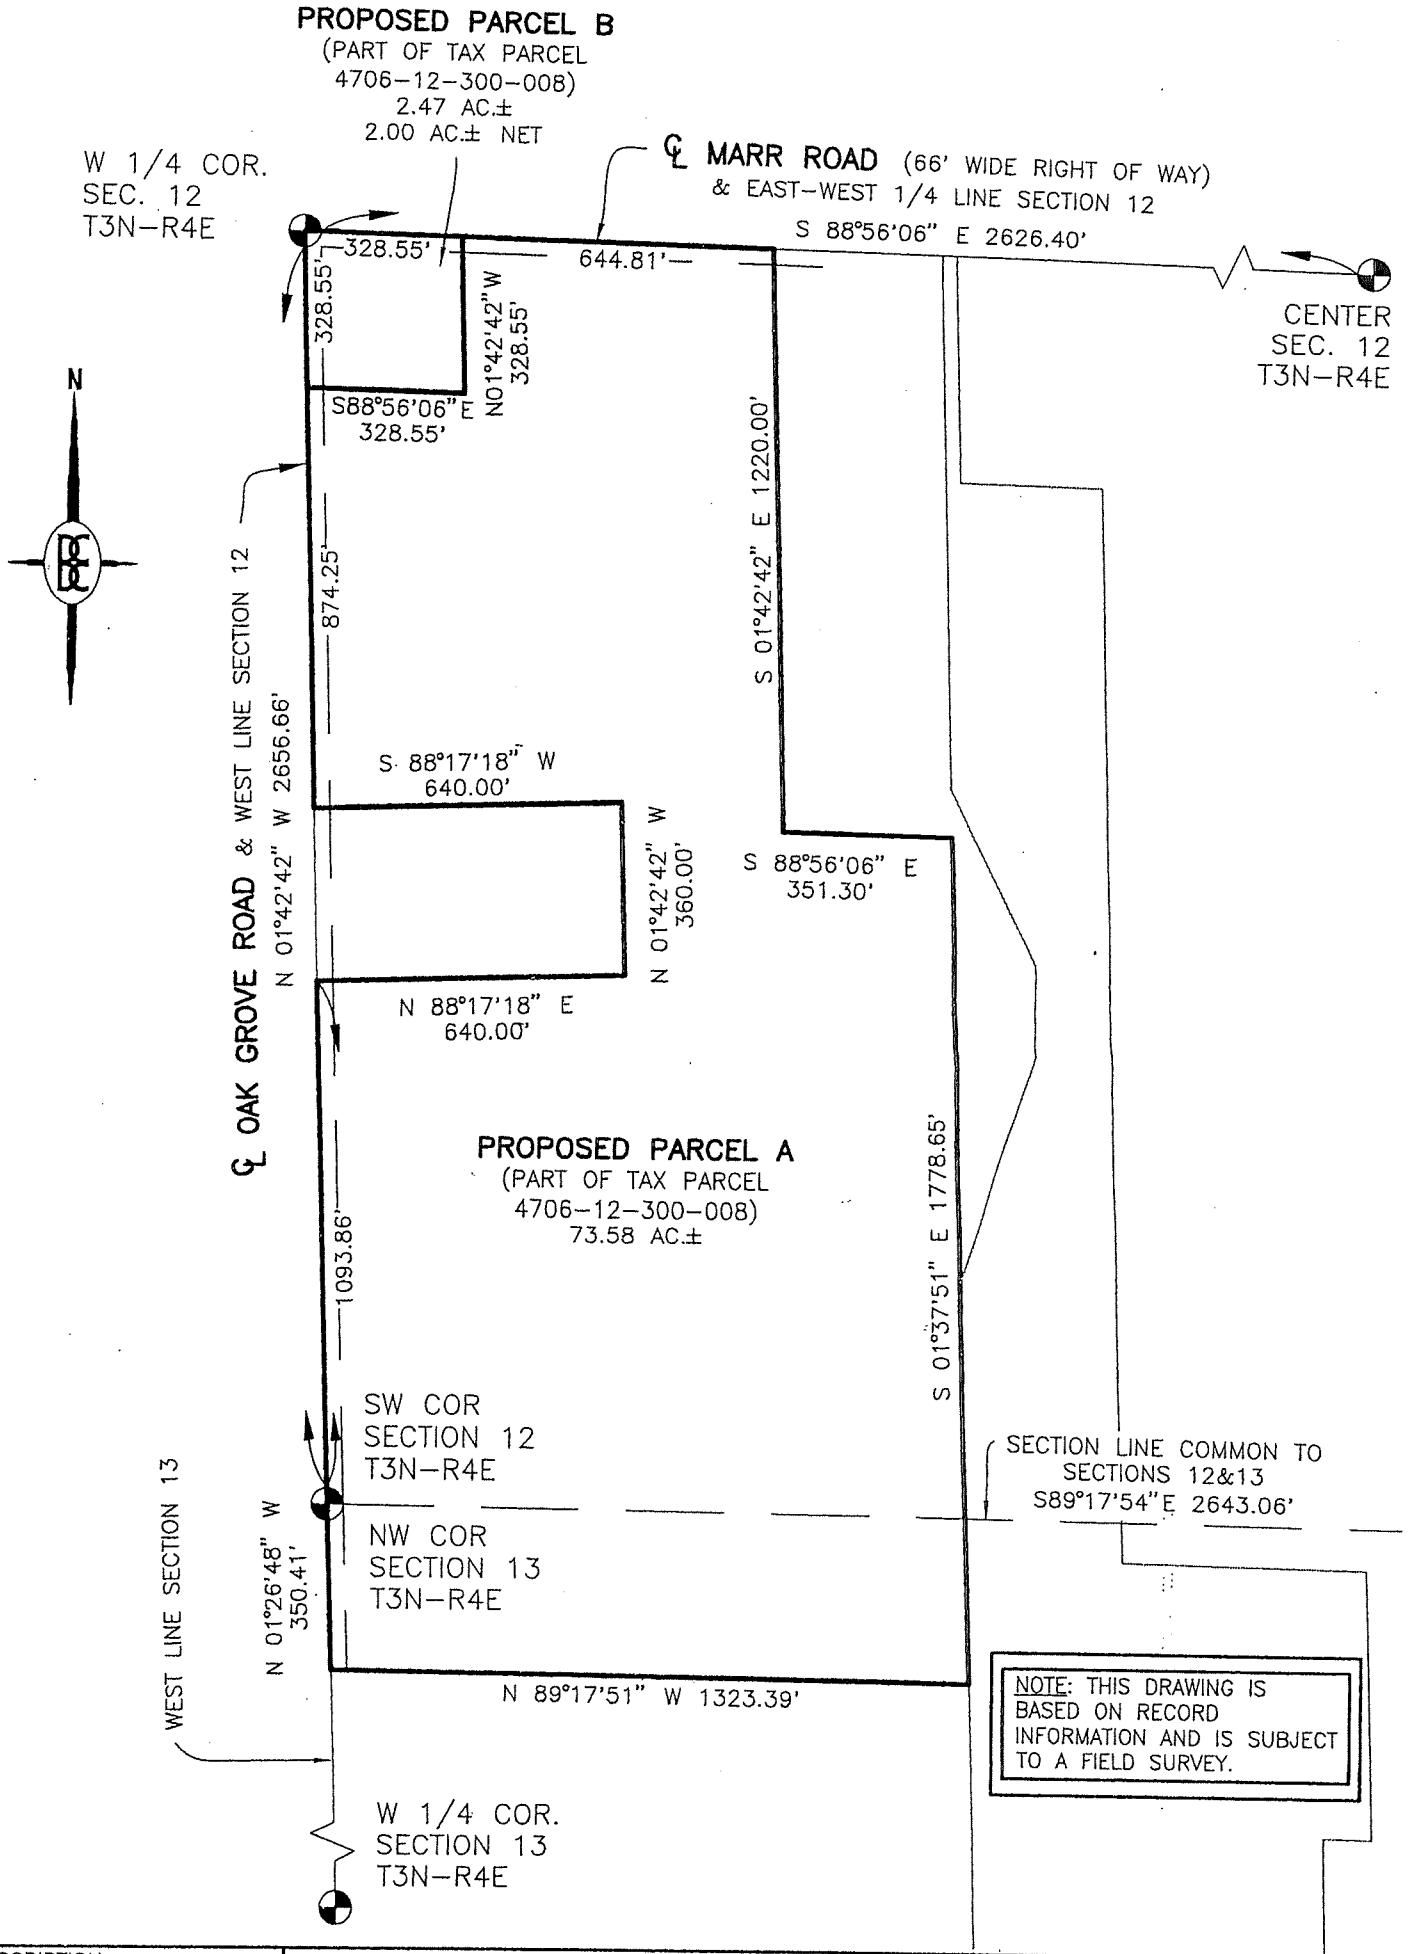 PROPOSED PARCEL B
(PART OF TAX PARCEL
4706-12-300-008)
2.47 AC.±
2.00 AC.± NET
W 1/4 COR.
SEC. 12
T3N-R4E
℄ MARR ROAD (66' WIDE RIGHT OF WAY)
& EAST-WEST 1/4 LINE SECTION 12
S 88°56'06" E 2626.40'
328.55'
644.81'
328.55'
N01°42'42"W
328.55'
S88°56'06"E
328.55'
CENTER
SEC. 12
T3N-R4E
N
874.25'
S 01°42'42" E 1220.00'
℄ OAK GROVE ROAD & WEST LINE SECTION 12
N 01°42'42" W 2656.66'
S 88°17'18" W
640.00'
N 01°42'42" W
360.00'
S 88°56'06" E
351.30'
N 88°17'18" E
640.00'
PROPOSED PARCEL A
(PART OF TAX PARCEL
4706-12-300-008)
73.58 AC.±
1093.86'
S 01°37'51" E 1778.65'
SW COR
SECTION 12
T3N-R4E
SECTION LINE COMMON TO
SECTIONS 12&13
S89°17'54"E 2643.06'
WEST LINE SECTION 13
N 01°26'48" W
350.41'
NW COR
SECTION 13
T3N-R4E
N 89°17'51" W 1323.39'
NOTE: THIS DRAWING IS
BASED ON RECORD
INFORMATION AND IS SUBJECT
TO A FIELD SURVEY.
W 1/4 COR.
SECTION 13
T3N-R4E